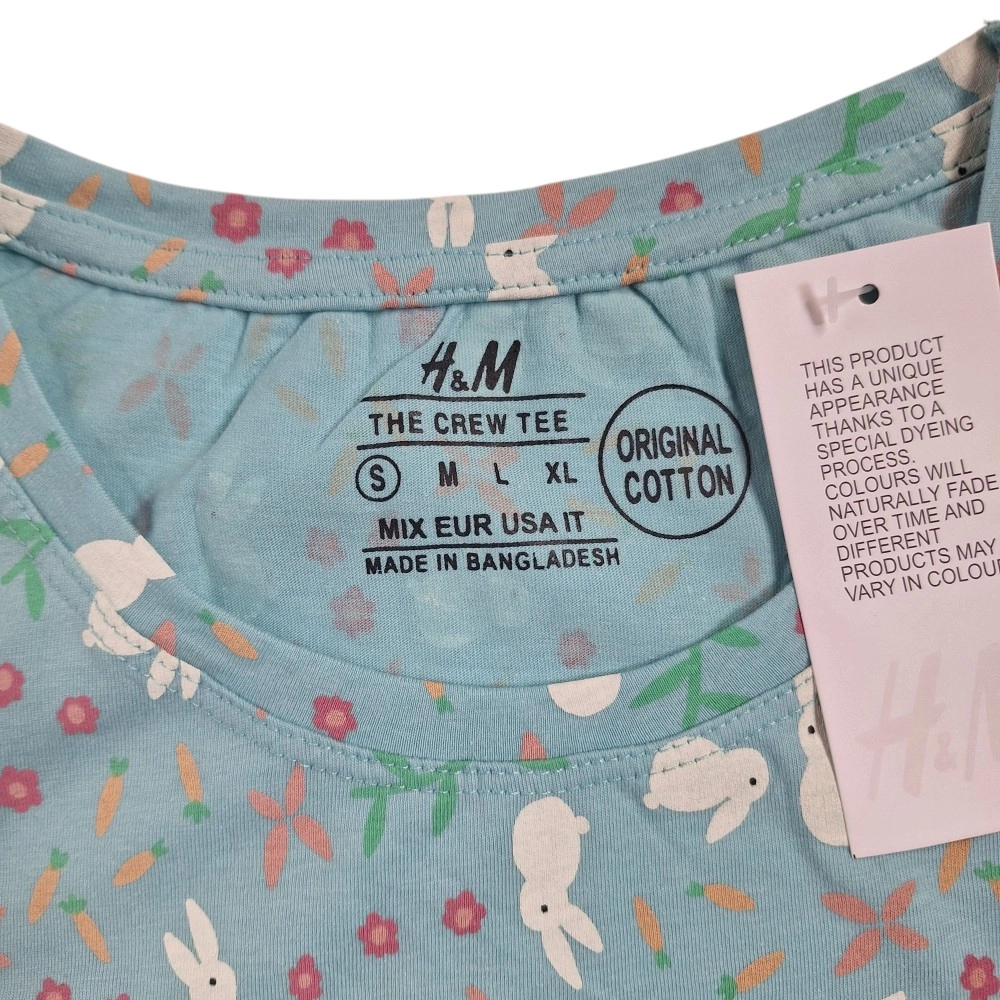 H&M
THE CREW TEE
S M L XL
MIX EUR USA IT
MADE IN BANGLADESH
ORIGINAL
COTTON
H
THIS PRODUCT
HAS A UNIQUE
APPEARANCE
THANKS TO A
SPECIAL DYEING
PROCESS.
COLOURS WILL
NATURALLY FADE
OVER TIME AND
DIFFERENT
PRODUCTS MAY
VARY IN COLOU
H&M